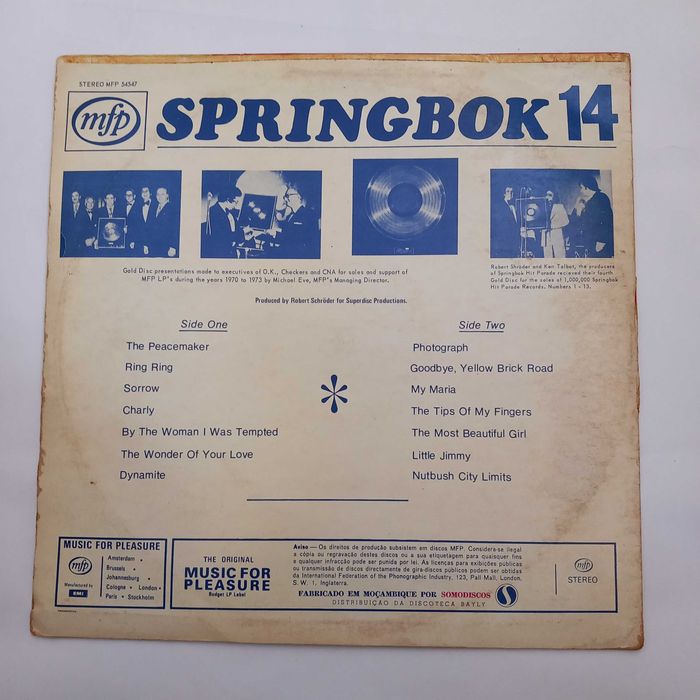 STEREO MFP 54547
mfp
SPRINGBOK 14
Gold Disc presentations made to executives of O.K., Checkers and CNA for sales and support of
MFP LP's during the years 1970 to 1973 by Michael Eve, MFP's Managing Director.
Robert Shröder and Ken Talbot, the producers
of Springbok Hit Parade recieved their fourth
Gold Disc for the sales of 1,000,000 Springbok
Hit Parade Records. Numbers 1 - 13.
Produced by Robert Schröder for Superdisc Productions.
Side One
The Peacemaker
Ring Ring
Sorrow
Charly
By The Woman I Was Tempted
The Wonder Of Your Love
Dynamite
Side Two
Photograph
Goodbye, Yellow Brick Road
My Maria
The Tips Of My Fingers
The Most Beautiful Girl
Little Jimmy
Nutbush City Limits
MUSIC FOR PLEASURE
mfp
Manufactured by
EMI
Amsterdam •
Brussels •
Johannesburg •
Cologne • London •
Paris • Stockholm
THE ORIGINAL
MUSIC FOR
PLEASURE
Budget LP Label
Aviso — Os direitos de produção subsistem em discos MFP. Considera-se ilegal
a cópia ou regravação destes discos ou a sua etiquetagem para quaisquer fins
e qualquer infracção pode ser punida por lei. As licenças para exibições públicas
ou transmissão de discos directamente de gira-discos públicos podem ser obtidas
da International Federation of the Phonographic Industry, 123, Pall Mall, London,
S. W. 1, Inglaterra.
FABRICADO EM MOÇAMBIQUE POR SOMODISCOS
DISTRIBUIÇÃO DA DISCOTECA BAYLY
S
mfp
STEREO